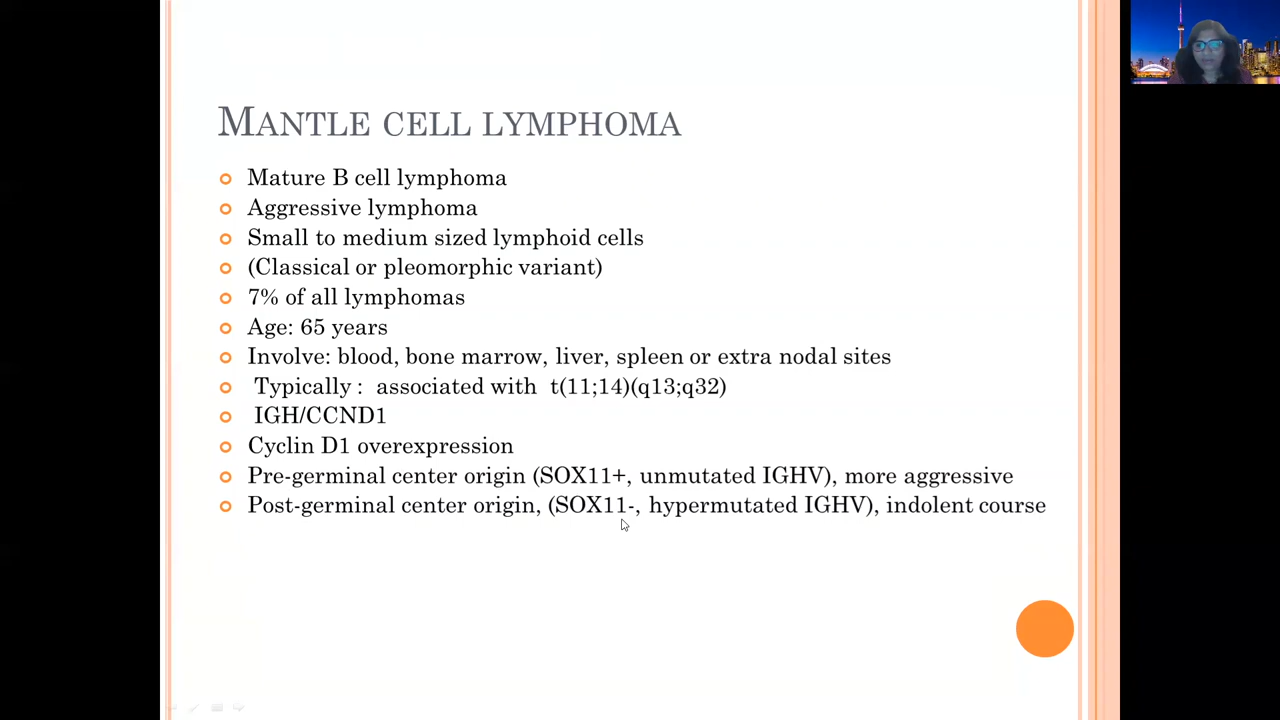 MANTLE CELL LYMPHOMA
Mature B cell lymphoma
Aggressive lymphoma
Small to medium sized lymphoid cells
(Classical or pleomorphic variant)
7% of all lymphomas
Age: 65 years
Involve: blood, bone marrow, liver, spleen or extra nodal sites
Typically : associated with t(11;14)(q13;q32)
IGH/CCND1
Cyclin D1 overexpression
Pre-germinal center origin (SOX11+, unmutated IGHV), more aggressive
Post-germinal center origin, (SOX11-, hypermutated IGHV), indolent course